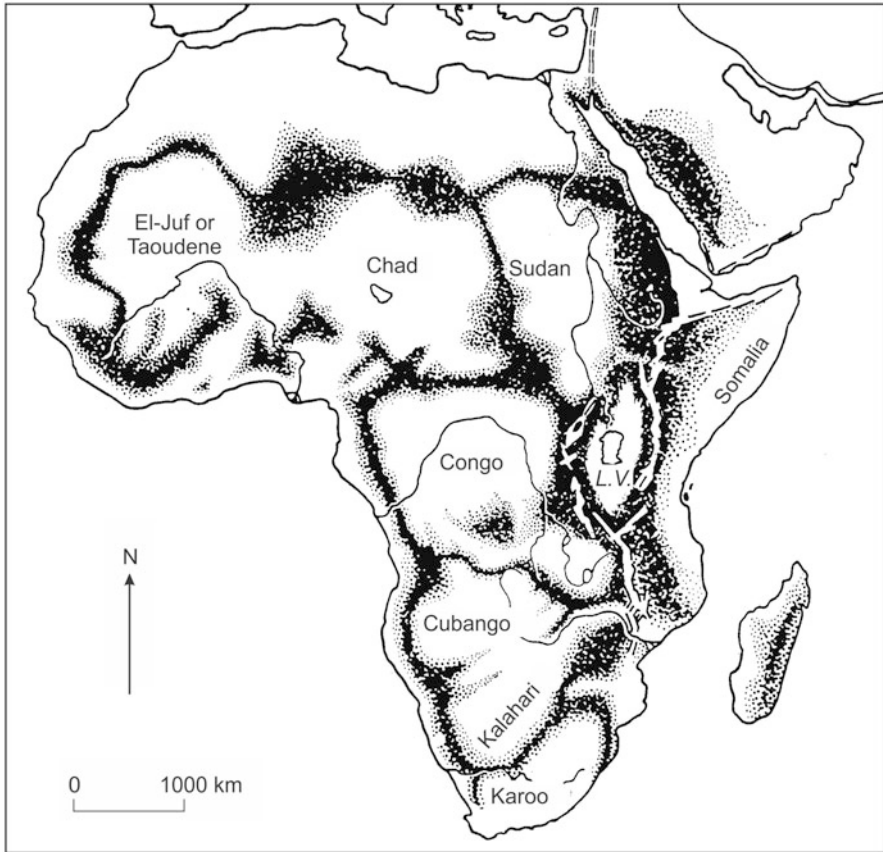 El-Juf or
Taoudene
Chad
Sudan
Somalia
Congo
L.V.
N
Cubango
Kalahari
0 1000 km
Karoo